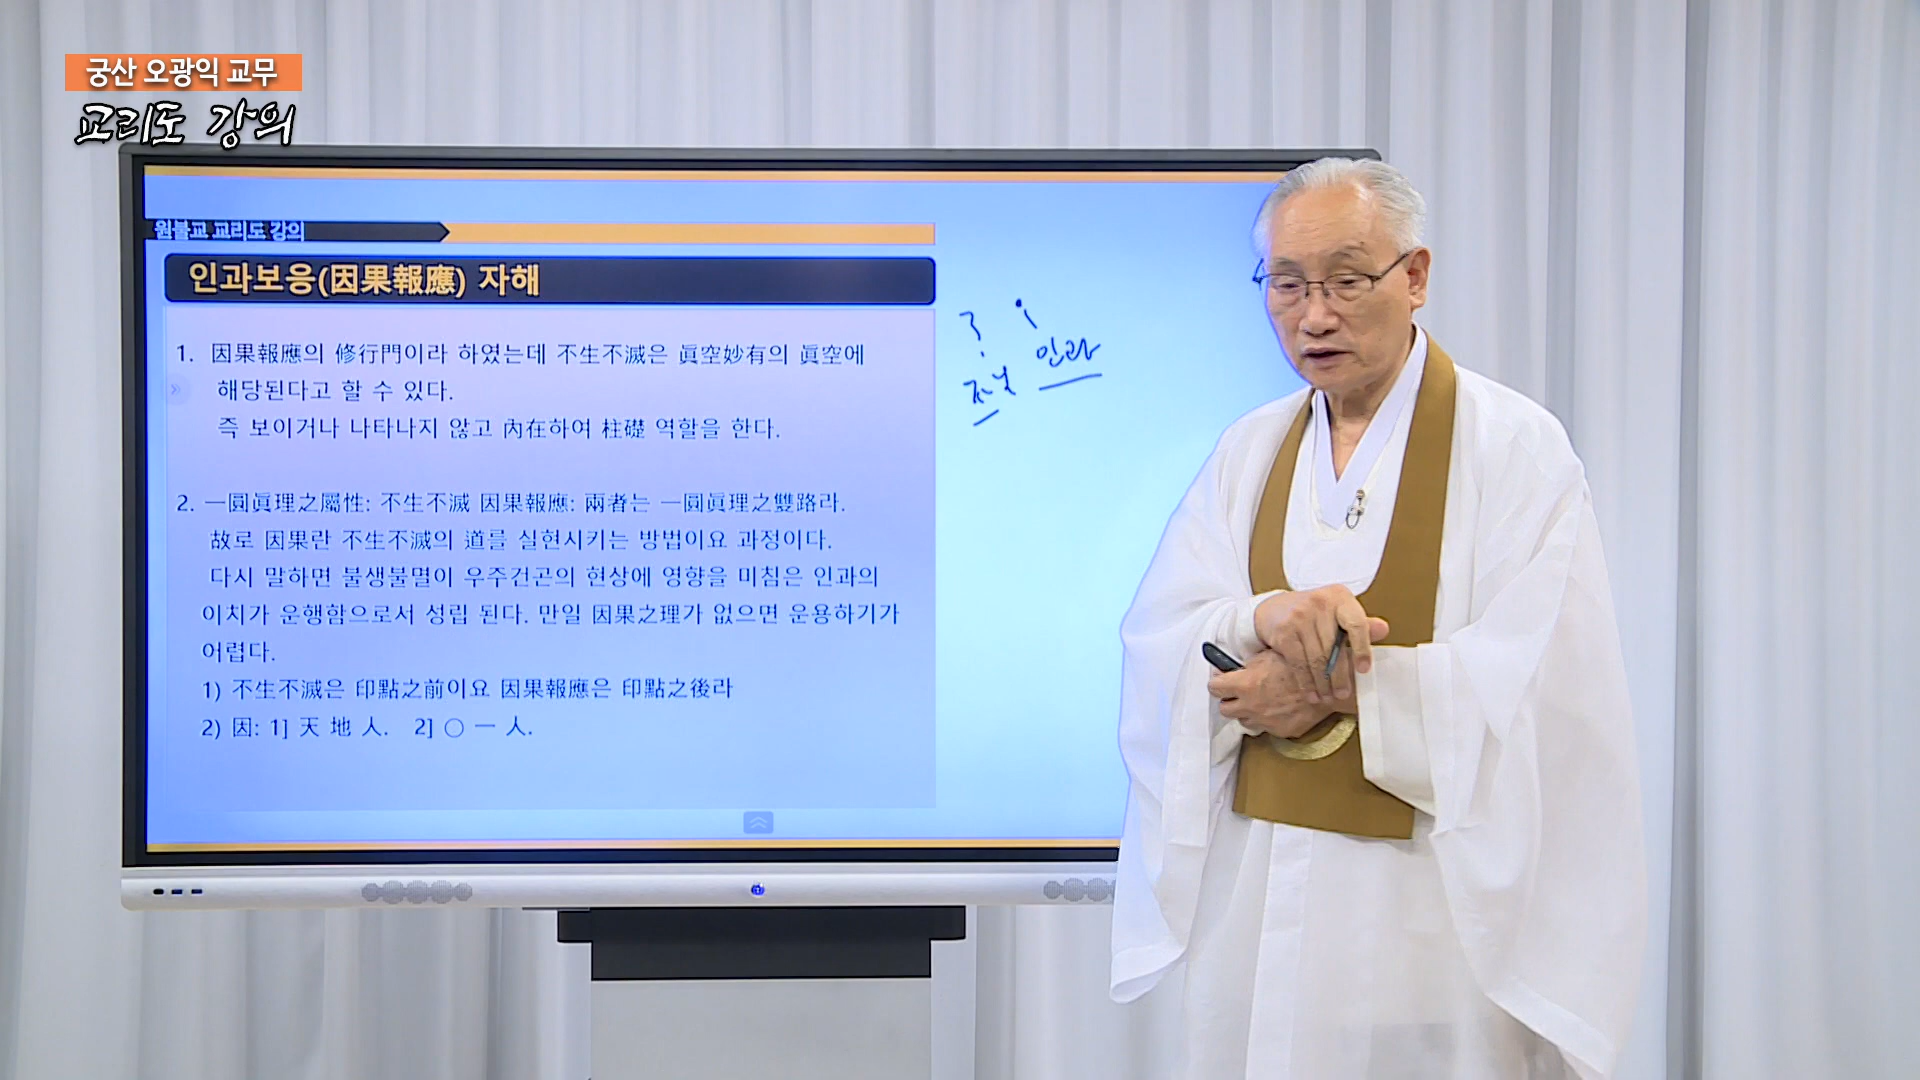 궁산 오광익 교무
교리도 강의
원불교 교리도 강의
인과보응(因果報應) 자해
1. 因果報應의 修行門이라 하였는데 不生不滅은 眞空妙有의 眞空에
해당된다고 할 수 있다.
즉 보이거나 나타나지 않고 內在하여 柱礎 역할을 한다.
2. 一圓眞理之屬性: 不生不滅 因果報應: 兩者는 一圓眞理之雙路라.
故로 因果란 不生不滅의 道를 실현시키는 방법이요 과정이다.
다시 말하면 불생불멸이 우주건곤의 현상에 영향을 미침은 인과의
이치가 운행함으로서 성립 된다. 만일 因果之理가 없으면 운용하기가
어렵다.
1) 不生不滅은 印點之前이요 因果報應은 印點之後라
2) 因: 1] 天 地 人. 2] ○ 一 人.
인과